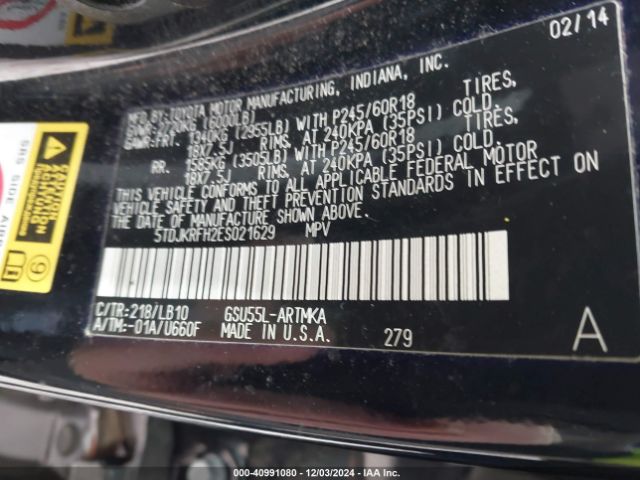 02/14
MFD. BY:TOYOTA MOTOR MANUFACTURING, INDIANA, INC.
(6000LB)
GAWR:FRT. 1340KG (2955LB) WITH P245/60R18 TIRES,
18X7.5J RIMS, AT 240KPA (35PSI) COLD.
RR. 1585KG (3505LB) WITH P245/60R18 TIRES,
18X7.5J RIMS, AT 240KPA (35PSI) COLD.
THIS VEHICLE CONFORMS TO ALL APPLICABLE FEDERAL MOTOR
VEHICLE SAFETY AND THEFT PREVENTION STANDARDS IN EFFECT ON
THE DATE OF MANUFACTURE SHOWN ABOVE.
5TDJKRFH2ES021629 MPV
C/TR:218/LB10 GSU55L-ARTMKA
A/TM:-01A/U660F MADE IN U.S.A.
279
A
SRS SIDE AIRB
000-40991080 - 12/03/2024 - IAA Inc.